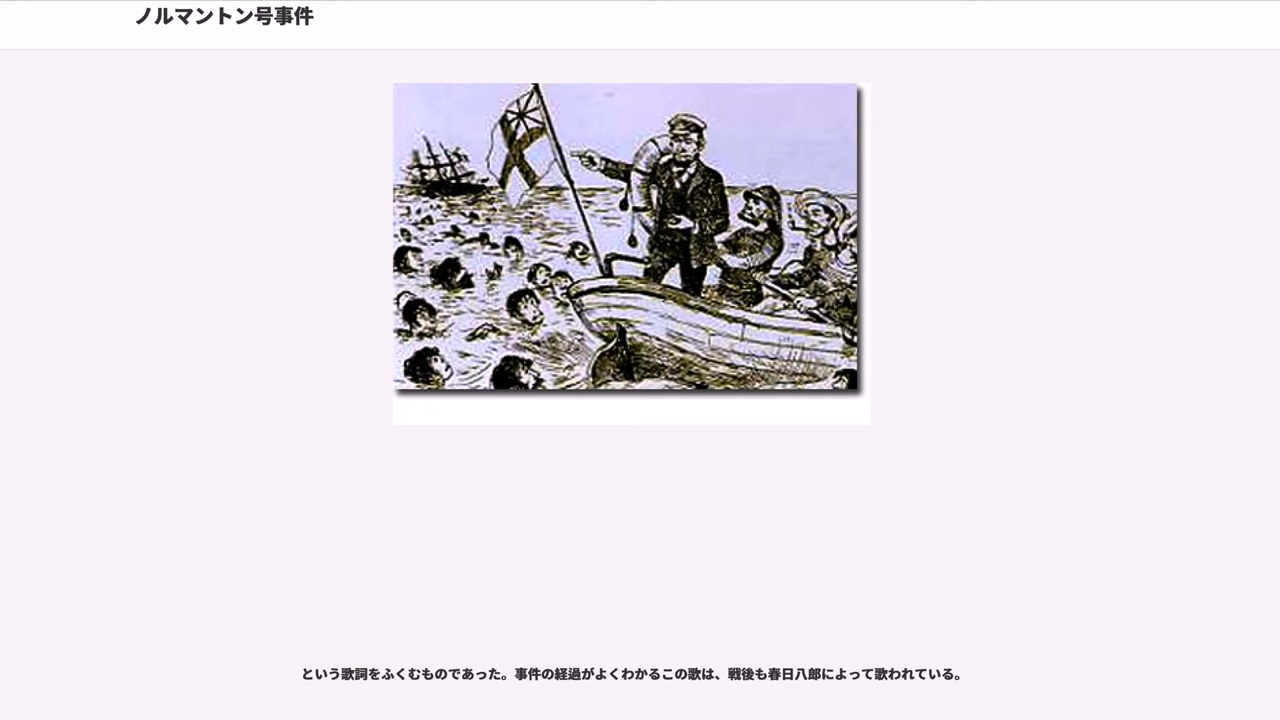 ノルマントン号事件
という歌詞をふくむものであった。事件の経過がよくわかるこの歌は、戦後も春日八郎によって歌われている。